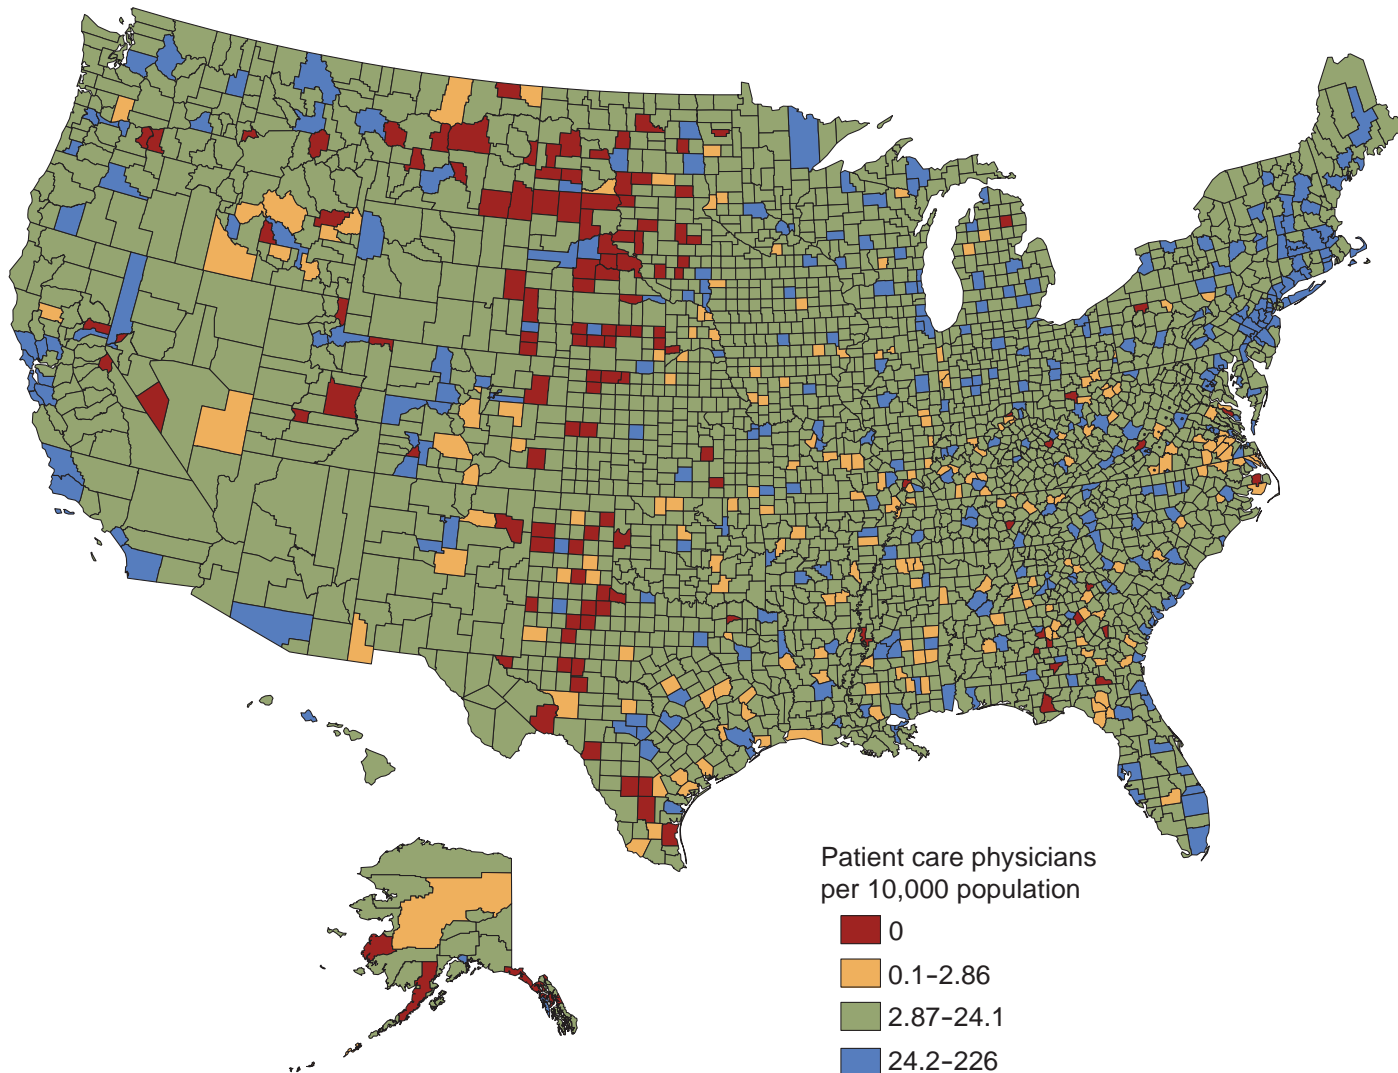 Patient care physicians
per 10,000 population
0
0.1–2.86
2.87–24.1
24.2–226